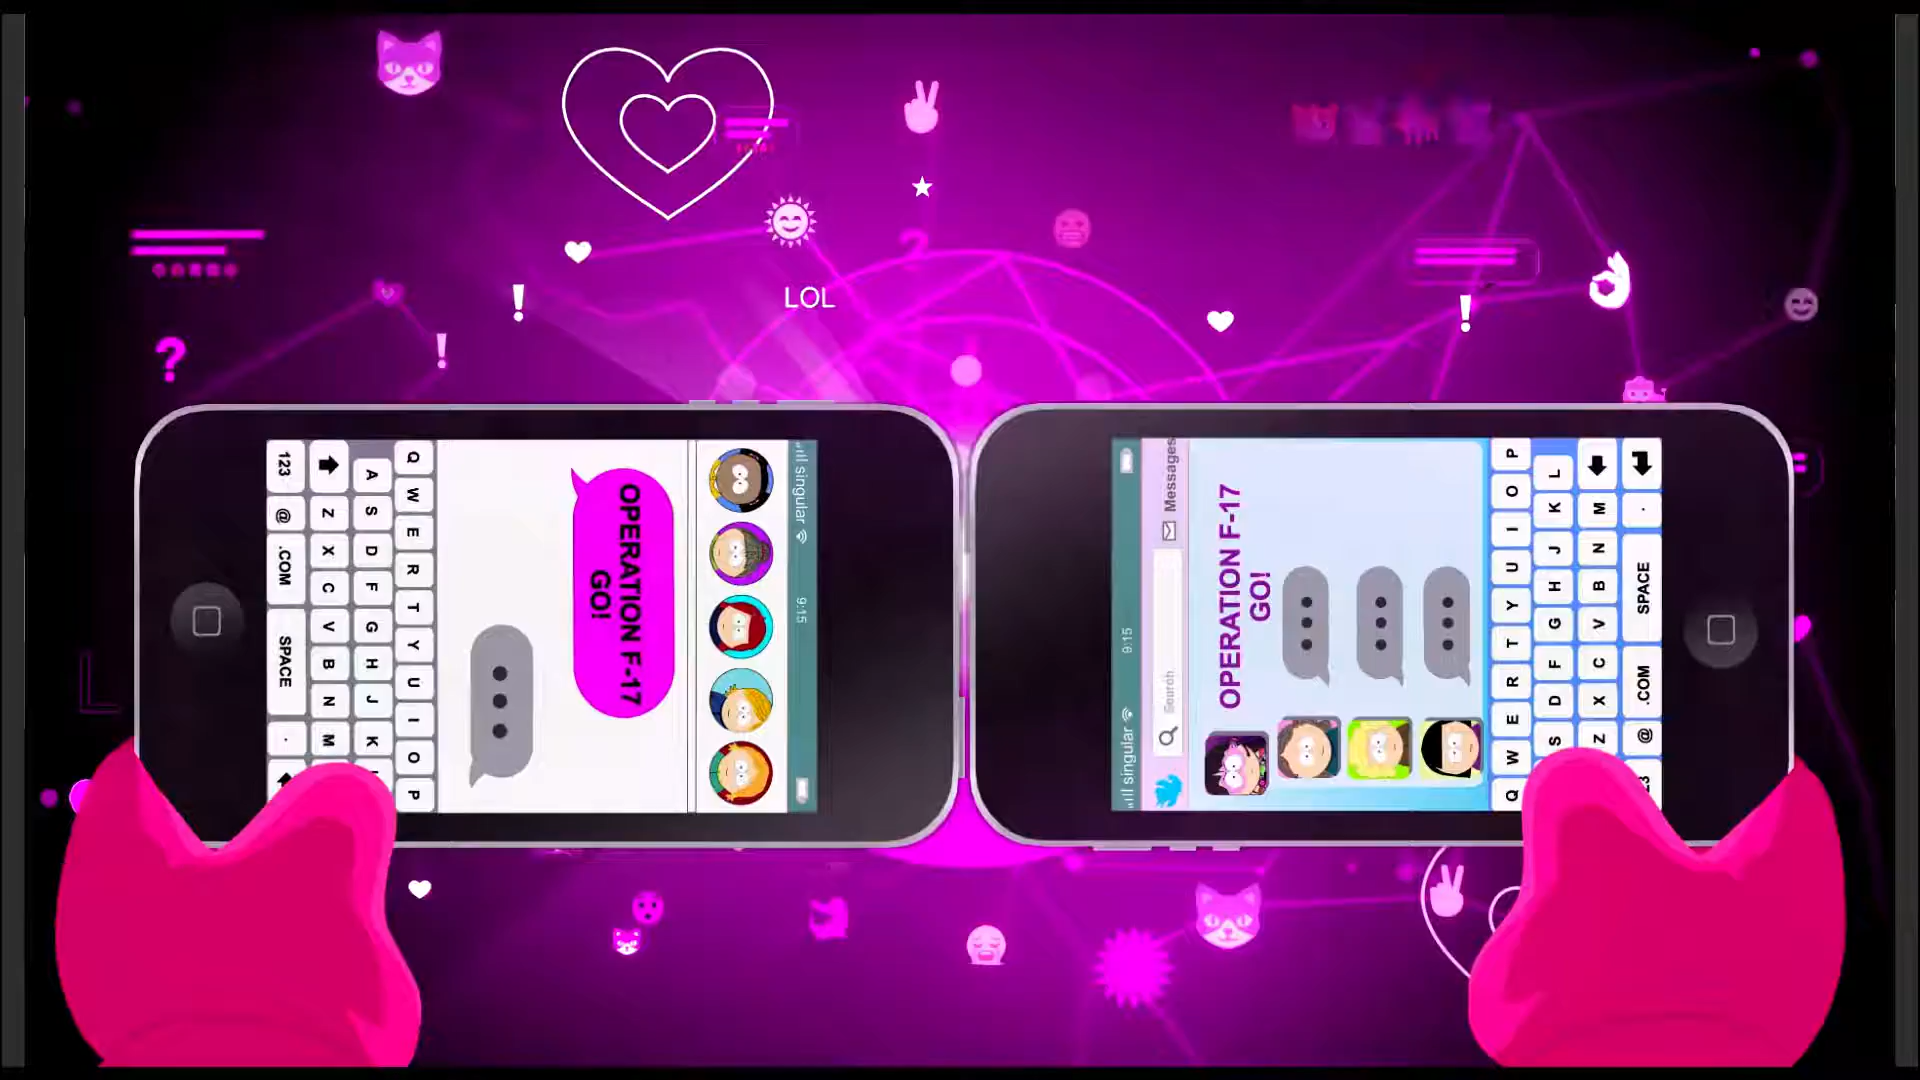 LOL
singular
9:15
OPERATION F-17
GO!
Q W E R T Y U I O P
A S D F G H J K
Z X C V B N M
123 @ .COM SPACE .
singular
9:15
Search
Messages
OPERATION F-17
GO!
Q W E R T Y U I O P
S D F G H J K L
Z X C V B N M
@ .COM SPACE .